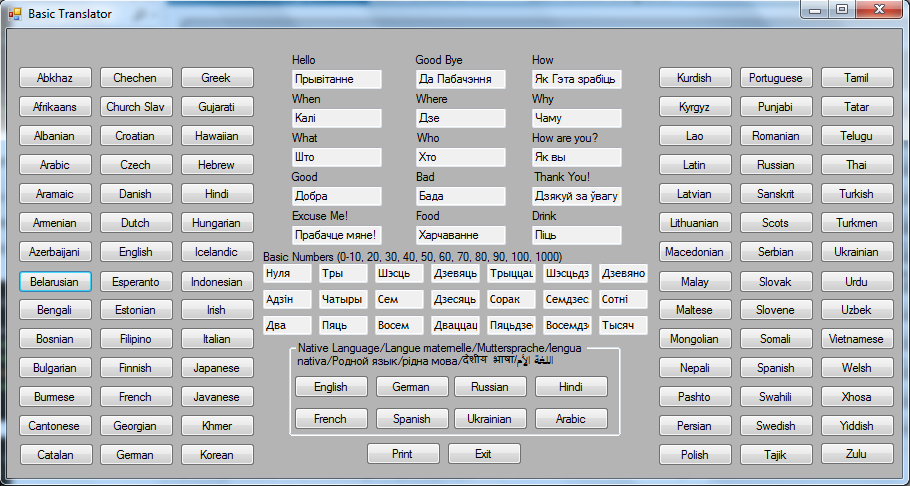 Basic Translator
Hello Good Bye How
Abkhaz Chechen Greek Прывітанне Да Пабачэння Як Гэта зрабіць Kurdish Portuguese Tamil
When Where Why
Afrikaans Church Slav Gujarati Калі Дзе Чаму Kyrgyz Punjabi Tatar
What Who How are you?
Albanian Croatian Hawaiian Lao Romanian Telugu
Arabic Czech Hebrew Што Хто Як вы Latin Russian Thai
Good Bad Thank You!
Aramaic Danish Hindi Добра Бада Дзякуй за ўвагу Latvian Sanskrit Turkish
Excuse Me! Food Drink
Armenian Dutch Hungarian Прабачце мяне! Харчаванне Піць Lithuanian Scots Turkmen
Azerbaijani English Icelandic Macedonian Serbian Ukrainian
Basic Numbers (0-10, 20, 30, 40, 50, 60, 70, 80, 90, 100, 1000)
Belarusian Esperanto Indonesian Нуля Тры Шэсць Дзевяць Трыццаі Шэсцьдз Дзевяно Malay Slovak Urdu
Bengali Estonian Irish Адзін Чатыры Сем Дзесяць Сорак Семдзес Сотні Maltese Slovene Uzbek
Bosnian Filipino Italian Два Пяць Восем Дваццац Пяцьдзе Восемдз Тысяч Mongolian Somali Vietnamese
Native Language/Langue maternelle/Muttersprache/lengua
nativa/Родной язык/рідна мова/देशीय भाषा/اللغة الأم
Bulgarian Finnish Japanese Nepali Spanish Welsh
English German Russian Hindi
Burmese French Javanese Pashto Swahili Xhosa
French Spanish Ukrainian Arabic
Cantonese Georgian Khmer Persian Swedish Yiddish
Catalan German Korean Print Exit Polish Tajik Zulu